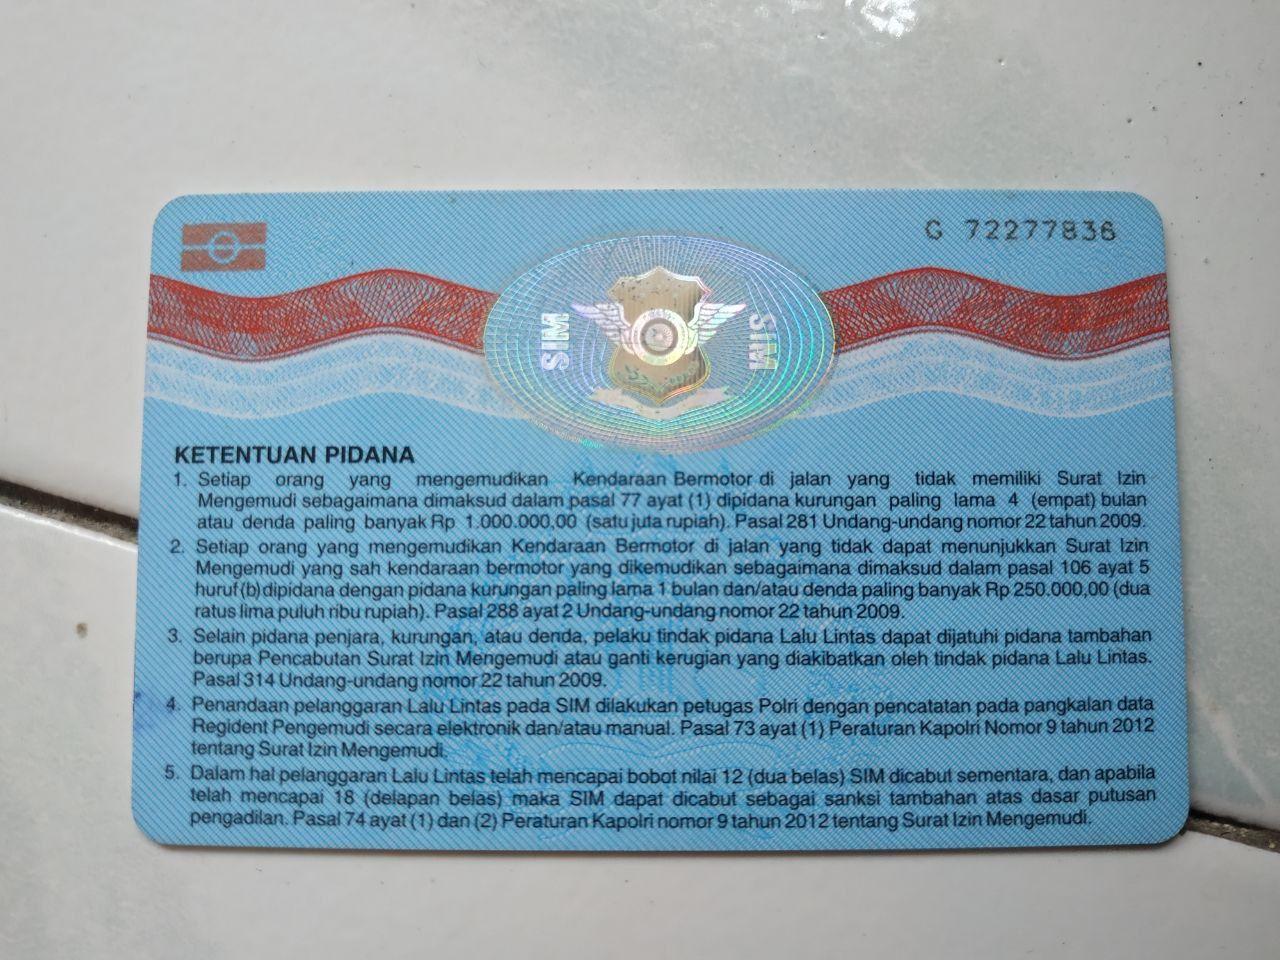 G 72277836
SIM
SIM
KETENTUAN PIDANA
1. Setiap orang yang mengemudikan Kendaraan Bermotor di jalan yang tidak memiliki Surat Izin
Mengemudi sebagaimana dimaksud dalam pasal 77 ayat (1) dipidana kurungan paling lama 4 (empat) bulan
atau denda paling banyak Rp 1.000.000,00 (satu juta rupiah). Pasal 281 Undang-undang nomor 22 tahun 2009.
2. Setiap orang yang mengemudikan Kendaraan Bermotor di jalan yang tidak dapat menunjukkan Surat Izin
Mengemudi yang sah kendaraan bermotor yang dikemudikan sebagaimana dimaksud dalam pasal 106 ayat 5
huruf (b) dipidana dengan pidana kurungan paling lama 1 bulan dan/atau denda paling banyak Rp 250.000,00 (dua
ratus lima puluh ribu rupiah). Pasal 288 ayat 2 Undang-undang nomor 22 tahun 2009.
3. Selain pidana penjara, kurungan, atau denda, pelaku tindak pidana Lalu Lintas dapat dijatuhi pidana tambahan
berupa Pencabutan Surat Izin Mengemudi atau ganti kerugian yang diakibatkan oleh tindak pidana Lalu Lintas.
Pasal 314 Undang-undang nomor 22 tahun 2009.
4. Penandaan pelanggaran Lalu Lintas pada SIM dilakukan petugas Polri dengan pencatatan pada pangkalan data
Regident Pengemudi secara elektronik dan/atau manual. Pasal 73 ayat (1) Peraturan Kapolri Nomor 9 tahun 2012
tentang Surat Izin Mengemudi.
5. Dalam hal pelanggaran Lalu Lintas telah mencapai bobot nilai 12 (dua belas) SIM dicabut sementara, dan apabila
telah mencapai 18 (delapan belas) maka SIM dapat dicabut sebagai sanksi tambahan atas dasar putusan
pengadilan. Pasal 74 ayat (1) dan (2) Peraturan Kapolri nomor 9 tahun 2012 tentang Surat Izin Mengemudi.